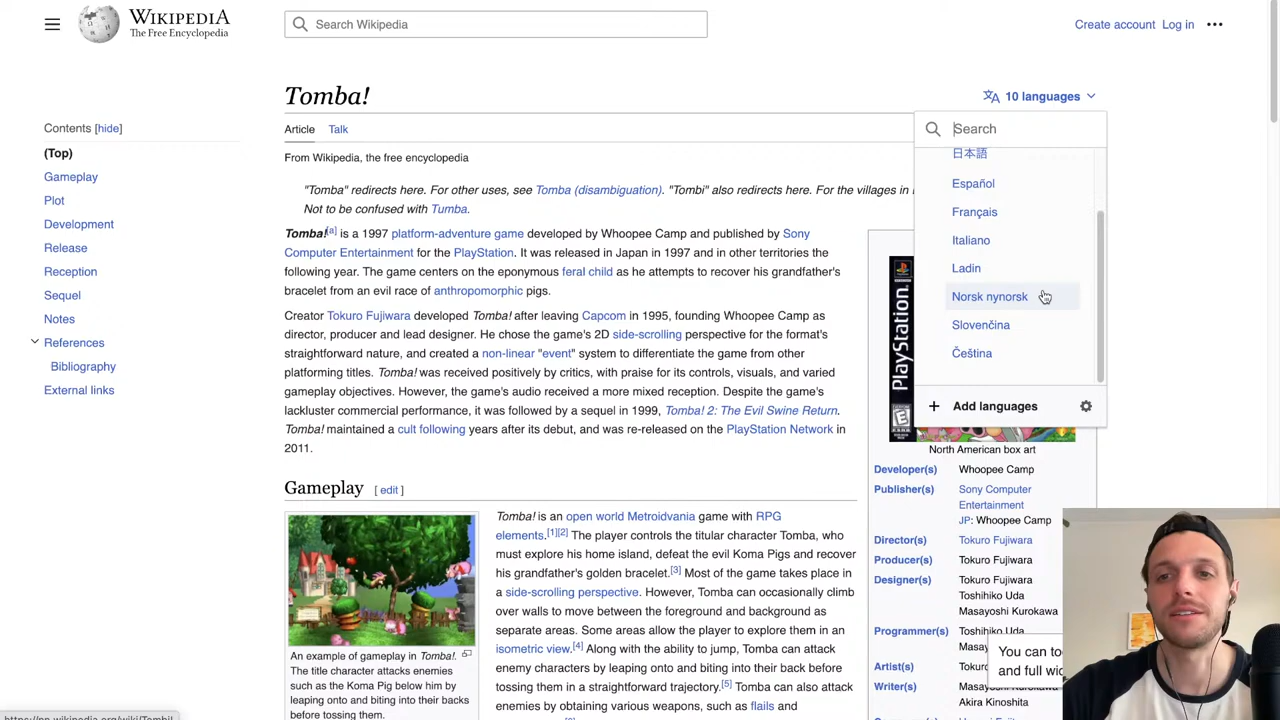 WIKIPEDIA
The Free Encyclopedia
Search Wikipedia
Create account Log in
Tomba!
10 languages
Article Talk
From Wikipedia, the free encyclopedia
Contents [hide]
(Top)
Gameplay
Plot
Development
Release
Reception
Sequel
Notes
References
Bibliography
External links
"Tomba" redirects here. For other uses, see Tomba (disambiguation). "Tombi" also redirects here. For the villages in
Not to be confused with Tumba.
Tomba![a] is a 1997 platform-adventure game developed by Whoopee Camp and published by Sony
Computer Entertainment for the PlayStation. It was released in Japan in 1997 and in other territories the
following year. The game centers on the eponymous feral child as he attempts to recover his grandfather's
bracelet from an evil race of anthropomorphic pigs.
Creator Tokuro Fujiwara developed Tomba! after leaving Capcom in 1995, founding Whoopee Camp as
director, producer and lead designer. He chose the game's 2D side-scrolling perspective for the format's
straightforward nature, and created a non-linear "event" system to differentiate the game from other
platforming titles. Tomba! was received positively by critics, with praise for its controls, visuals, and varied
gameplay objectives. However, the game's audio received a more mixed reception. Despite the game's
lackluster commercial performance, it was followed by a sequel in 1999, Tomba! 2: The Evil Swine Return.
Tomba! maintained a cult following years after its debut, and was re-released on the PlayStation Network in
2011.
Gameplay [ edit ]
An example of gameplay in Tomba!.
The title character attacks enemies
such as the Koma Pig below him by
leaping onto and biting into their backs
before tossing them.
Tomba! is an open world Metroidvania game with RPG
elements.[1][2] The player controls the titular character Tomba, who
must explore his home island, defeat the evil Koma Pigs and recover
his grandfather's golden bracelet.[3] Most of the game takes place in
a side-scrolling perspective. However, Tomba can occasionally climb
over walls to move between the foreground and background as
separate areas. Some areas allow the player to explore them in an
isometric view.[4] Along with the ability to jump, Tomba can attack
enemy characters by leaping onto and biting into their back before
tossing them in a straightforward trajectory.[5] Tomba can also attack
enemies by obtaining various weapons, such as flails and
Search
日本語
Español
Français
Italiano
Ladin
Norsk nynorsk
Slovenčina
Čeština
+ Add languages
PlayStation
North American box art
Developer(s) Whoopee Camp
Publisher(s) Sony Computer
Entertainment
JP: Whoopee Camp
Director(s) Tokuro Fujiwara
Producer(s) Tokuro Fujiwara
Designer(s) Tokuro Fujiwara
Toshihiko Uda
Masayoshi Kurokawa
Programmer(s) Toshihiko Uda
Artist(s)
Writer(s)
Akira Kinoshita
You can to
and full wid